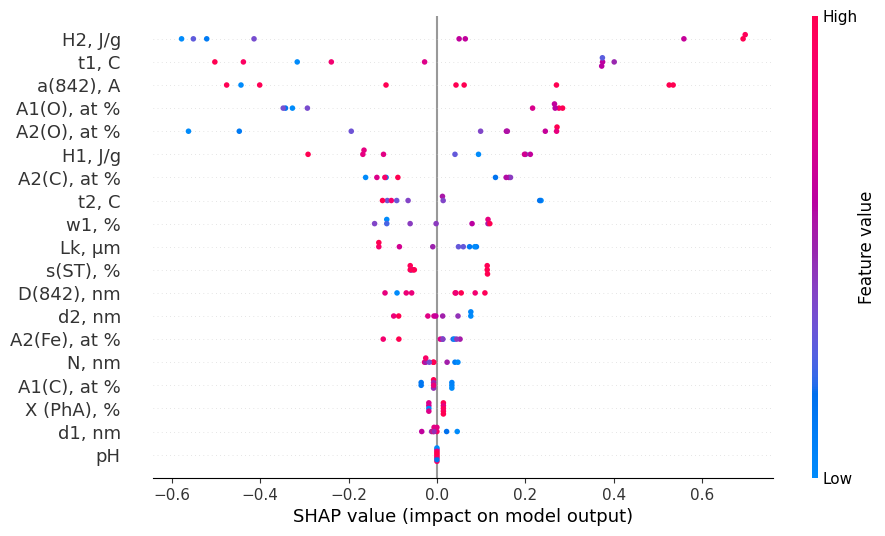 High
H2, J/g
t1, C
a(842), A
A1(O), at %
A2(O), at %
H1, J/g
A2(C), at %
t2, C
w1, %
Lk, μm
s(ST), %
D(842), nm
d2, nm
A2(Fe), at %
N, nm
A1(C), at %
X (PhA), %
d1, nm
pH
Feature value
Low
−0.6 −0.4 −0.2 0.0 0.2 0.4 0.6
SHAP value (impact on model output)